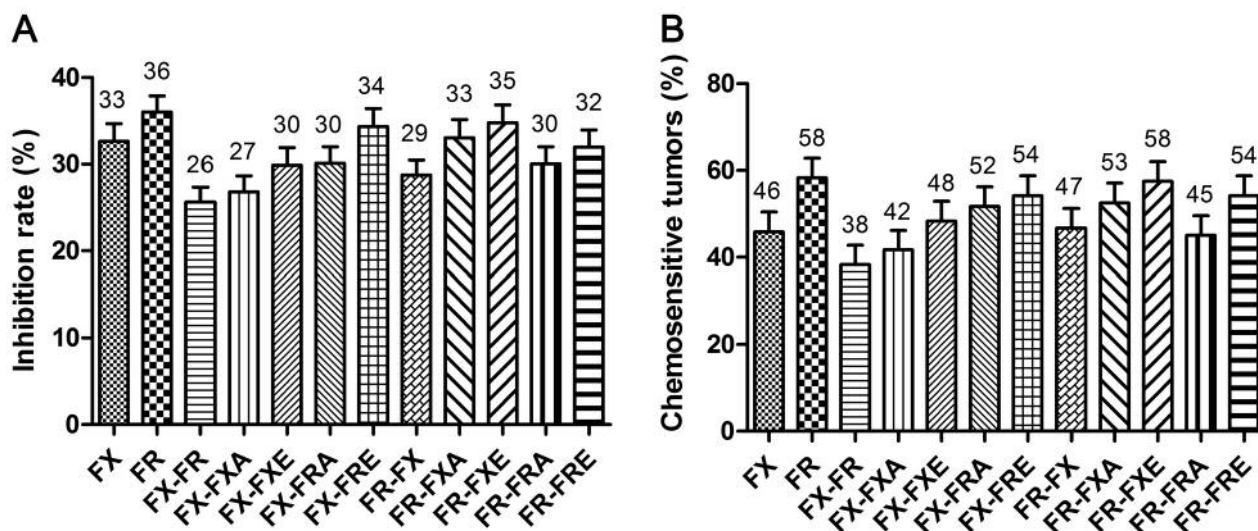 A
Inhibition rate (%)
40
30
20
10
0
33
36
26
27
30
30
34
29
33
35
30
32
FX
FR
FX-FR
FX-FXA
FX-FXE
FX-FRA
FX-FRE
FR-FX
FR-FXA
FR-FXE
FR-FRA
FR-FRE
B
Chemosensitive tumors (%)
80
60
40
20
0
46
58
38
42
48
52
54
47
53
58
45
54
FX
FR
FX-FR
FX-FXA
FX-FXE
FX-FRA
FX-FRE
FR-FX
FR-FXA
FR-FXE
FR-FRA
FR-FRE